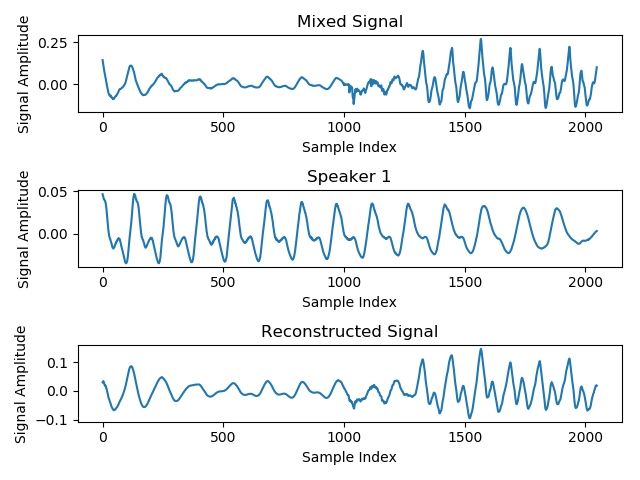 Mixed Signal
Signal Amplitude
0.25
0.00
0 500 1000 1500 2000
Sample Index
Speaker 1
Signal Amplitude
0.05
0.00
0 500 1000 1500 2000
Sample Index
Reconstructed Signal
Signal Amplitude
0.1
0.0
−0.1
0 500 1000 1500 2000
Sample Index